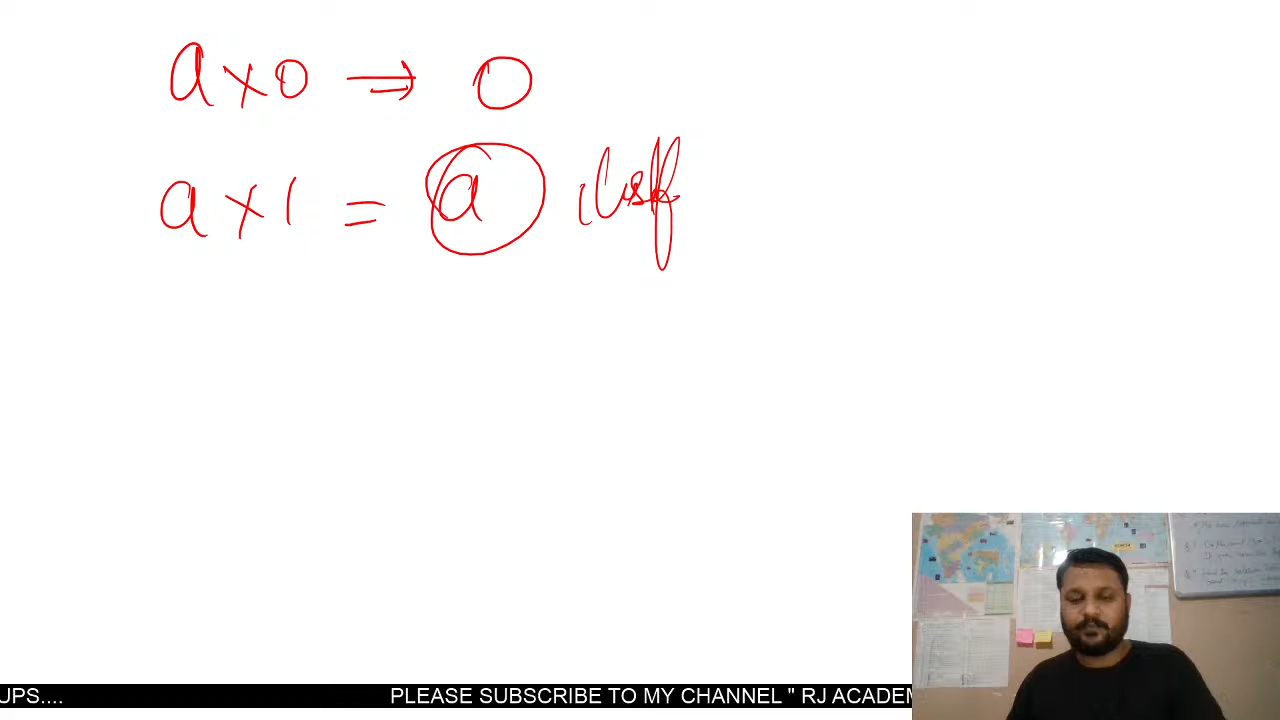 a × 0 → 0
a × 1 = a itself
UPS.... PLEASE SUBSCRIBE TO MY CHANNEL " RJ ACADEM